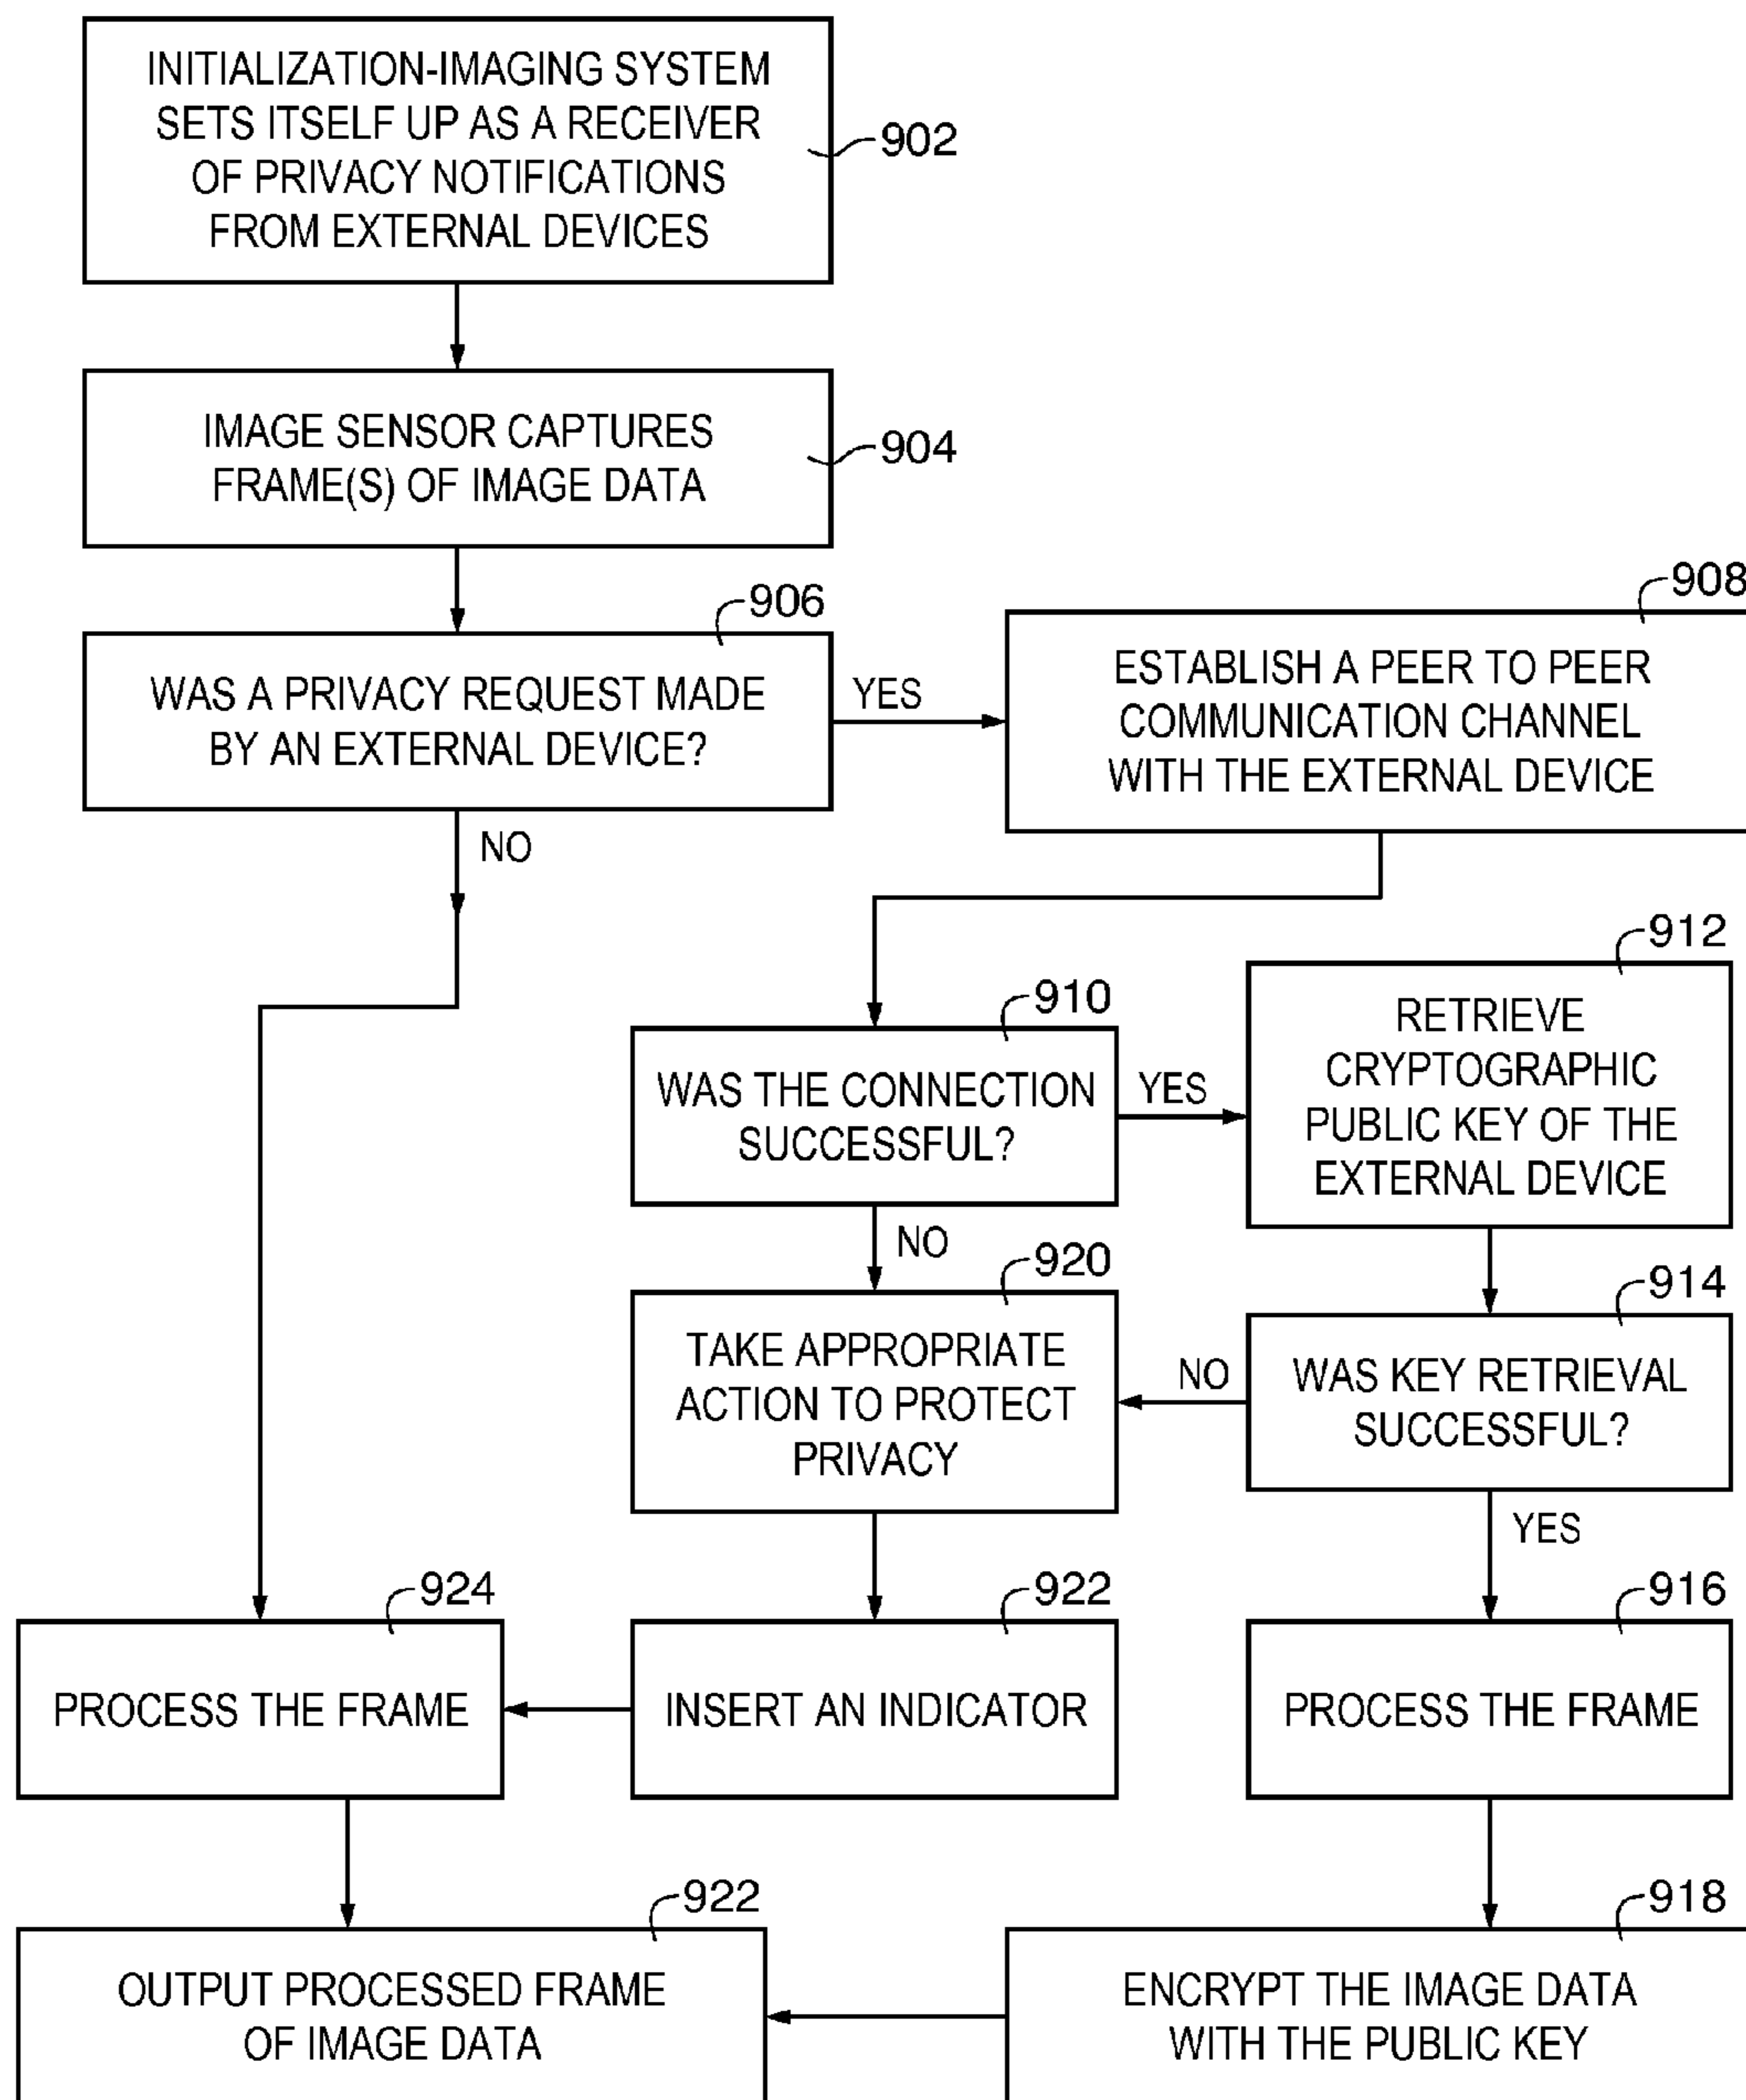 INITIALIZATION-IMAGING SYSTEM
SETS ITSELF UP AS A RECEIVER
OF PRIVACY NOTIFICATIONS
FROM EXTERNAL DEVICES
902
IMAGE SENSOR CAPTURES
FRAME(S) OF IMAGE DATA
904
906
WAS A PRIVACY REQUEST MADE
BY AN EXTERNAL DEVICE?
YES
NO
908
ESTABLISH A PEER TO PEER
COMMUNICATION CHANNEL
WITH THE EXTERNAL DEVICE
910
WAS THE CONNECTION
SUCCESSFUL?
YES
NO
912
RETRIEVE
CRYPTOGRAPHIC
PUBLIC KEY OF THE
EXTERNAL DEVICE
914
WAS KEY RETRIEVAL
SUCCESSFUL?
NO
YES
920
TAKE APPROPRIATE
ACTION TO PROTECT
PRIVACY
924
PROCESS THE FRAME
922
INSERT AN INDICATOR
916
PROCESS THE FRAME
922
OUTPUT PROCESSED FRAME
OF IMAGE DATA
918
ENCRYPT THE IMAGE DATA
WITH THE PUBLIC KEY